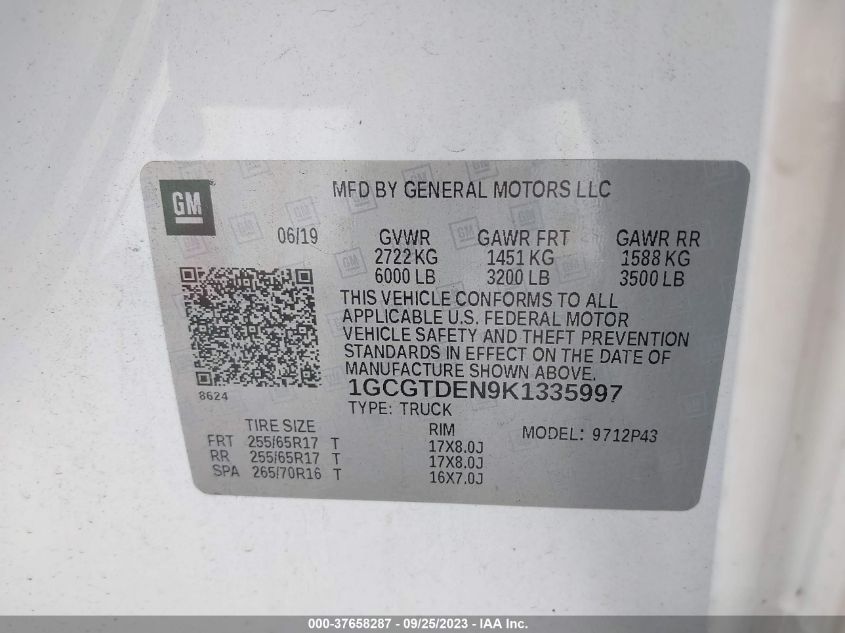 GM
MFD BY GENERAL MOTORS LLC
06/19 GVWR GAWR FRT GAWR RR
2722 KG 1451 KG 1588 KG
6000 LB 3200 LB 3500 LB
THIS VEHICLE CONFORMS TO ALL
APPLICABLE U.S. FEDERAL MOTOR
VEHICLE SAFETY AND THEFT PREVENTION
STANDARDS IN EFFECT ON THE DATE OF
MANUFACTURE SHOWN ABOVE.
8624
1GCGTDEN9K1335997
TYPE: TRUCK
TIRE SIZE RIM MODEL: 9712P43
FRT 255/65R17 T 17X8.0J
RR 255/65R17 T 17X8.0J
SPA 265/70R16 T 16X7.0J
000-37658287 - 09/25/2023 - IAA Inc.